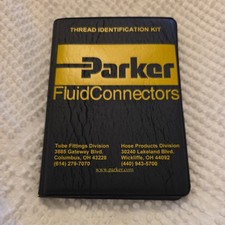 THREAD IDENTIFICATION KIT
Parker
FluidConnectors
Tube Fittings Division
3885 Gateway Blvd.
Columbus, OH 43228
(614) 279-7070
Hose Products Division
30240 Lakeland Blvd.
Wickliffe, OH 44092
(440) 943-5700
www.parker.com